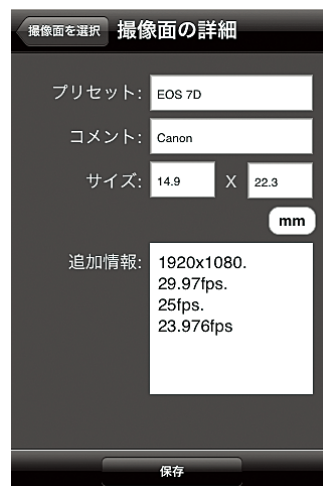 撮像面を選択 撮像面の詳細
プリセット: EOS 7D
コメント: Canon
サイズ: 14.9 X 22.3
mm
追加情報: 1920x1080.
29.97fps.
25fps.
23.976fps
保存